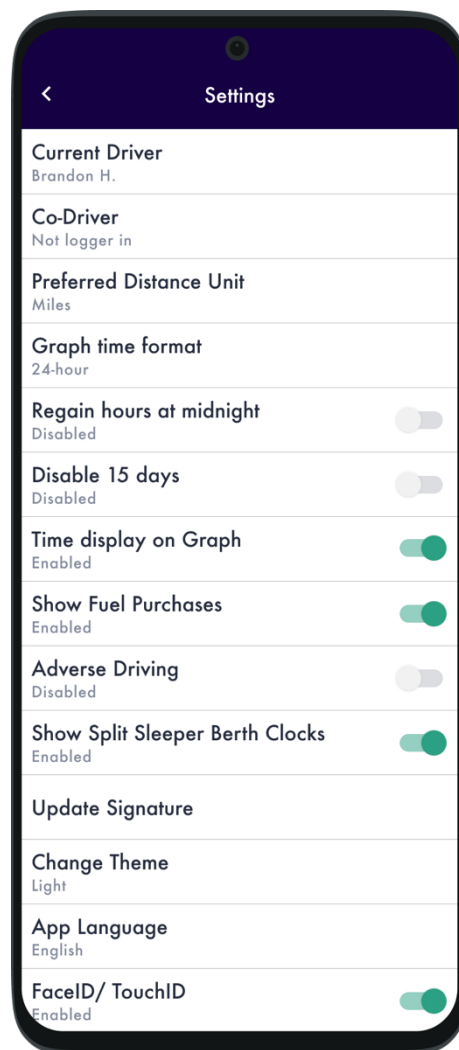 Settings
Current Driver
Brandon H.
Co-Driver
Not logger in
Preferred Distance Unit
Miles
Graph time format
24-hour
Regain hours at midnight
Disabled
Disable 15 days
Disabled
Time display on Graph
Enabled
Show Fuel Purchases
Enabled
Adverse Driving
Disabled
Show Split Sleeper Berth Clocks
Enabled
Update Signature
Change Theme
Light
App Language
English
FaceID/ TouchID
Enabled